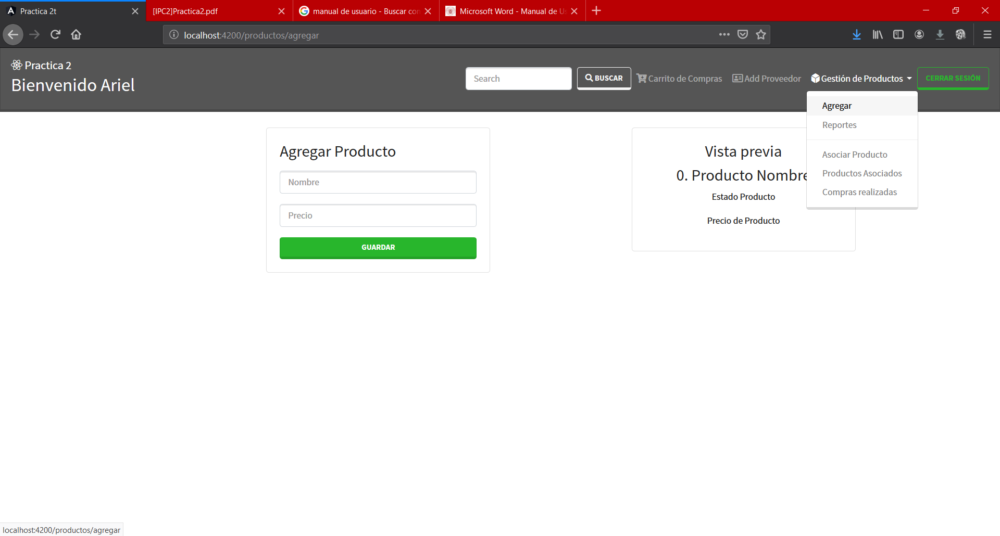 Practica 2t
[IPC2]Practica2.pdf
manual de usuario - Buscar con
Microsoft Word - Manual de Us
localhost:4200/productos/agregar
Practica 2
Bienvenido Ariel
Search
BUSCAR
Carrito de Compras
Add Proveedor
Gestión de Productos
CERRAR SESIÓN
Agregar
Reportes
Asociar Producto
Productos Asociados
Compras realizadas
Agregar Producto
Nombre
Precio
GUARDAR
Vista previa
0. Producto Nombre
Estado Producto
Precio de Producto
localhost:4200/productos/agregar